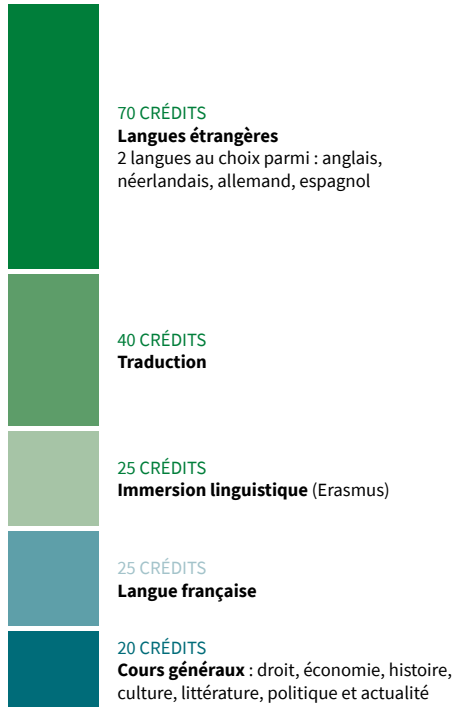 70 CRÉDITS
Langues étrangères
2 langues au choix parmi : anglais,
néerlandais, allemand, espagnol
40 CRÉDITS
Traduction
25 CRÉDITS
Immersion linguistique (Erasmus)
25 CRÉDITS
Langue française
20 CRÉDITS
Cours généraux : droit, économie, histoire,
culture, littérature, politique et actualité